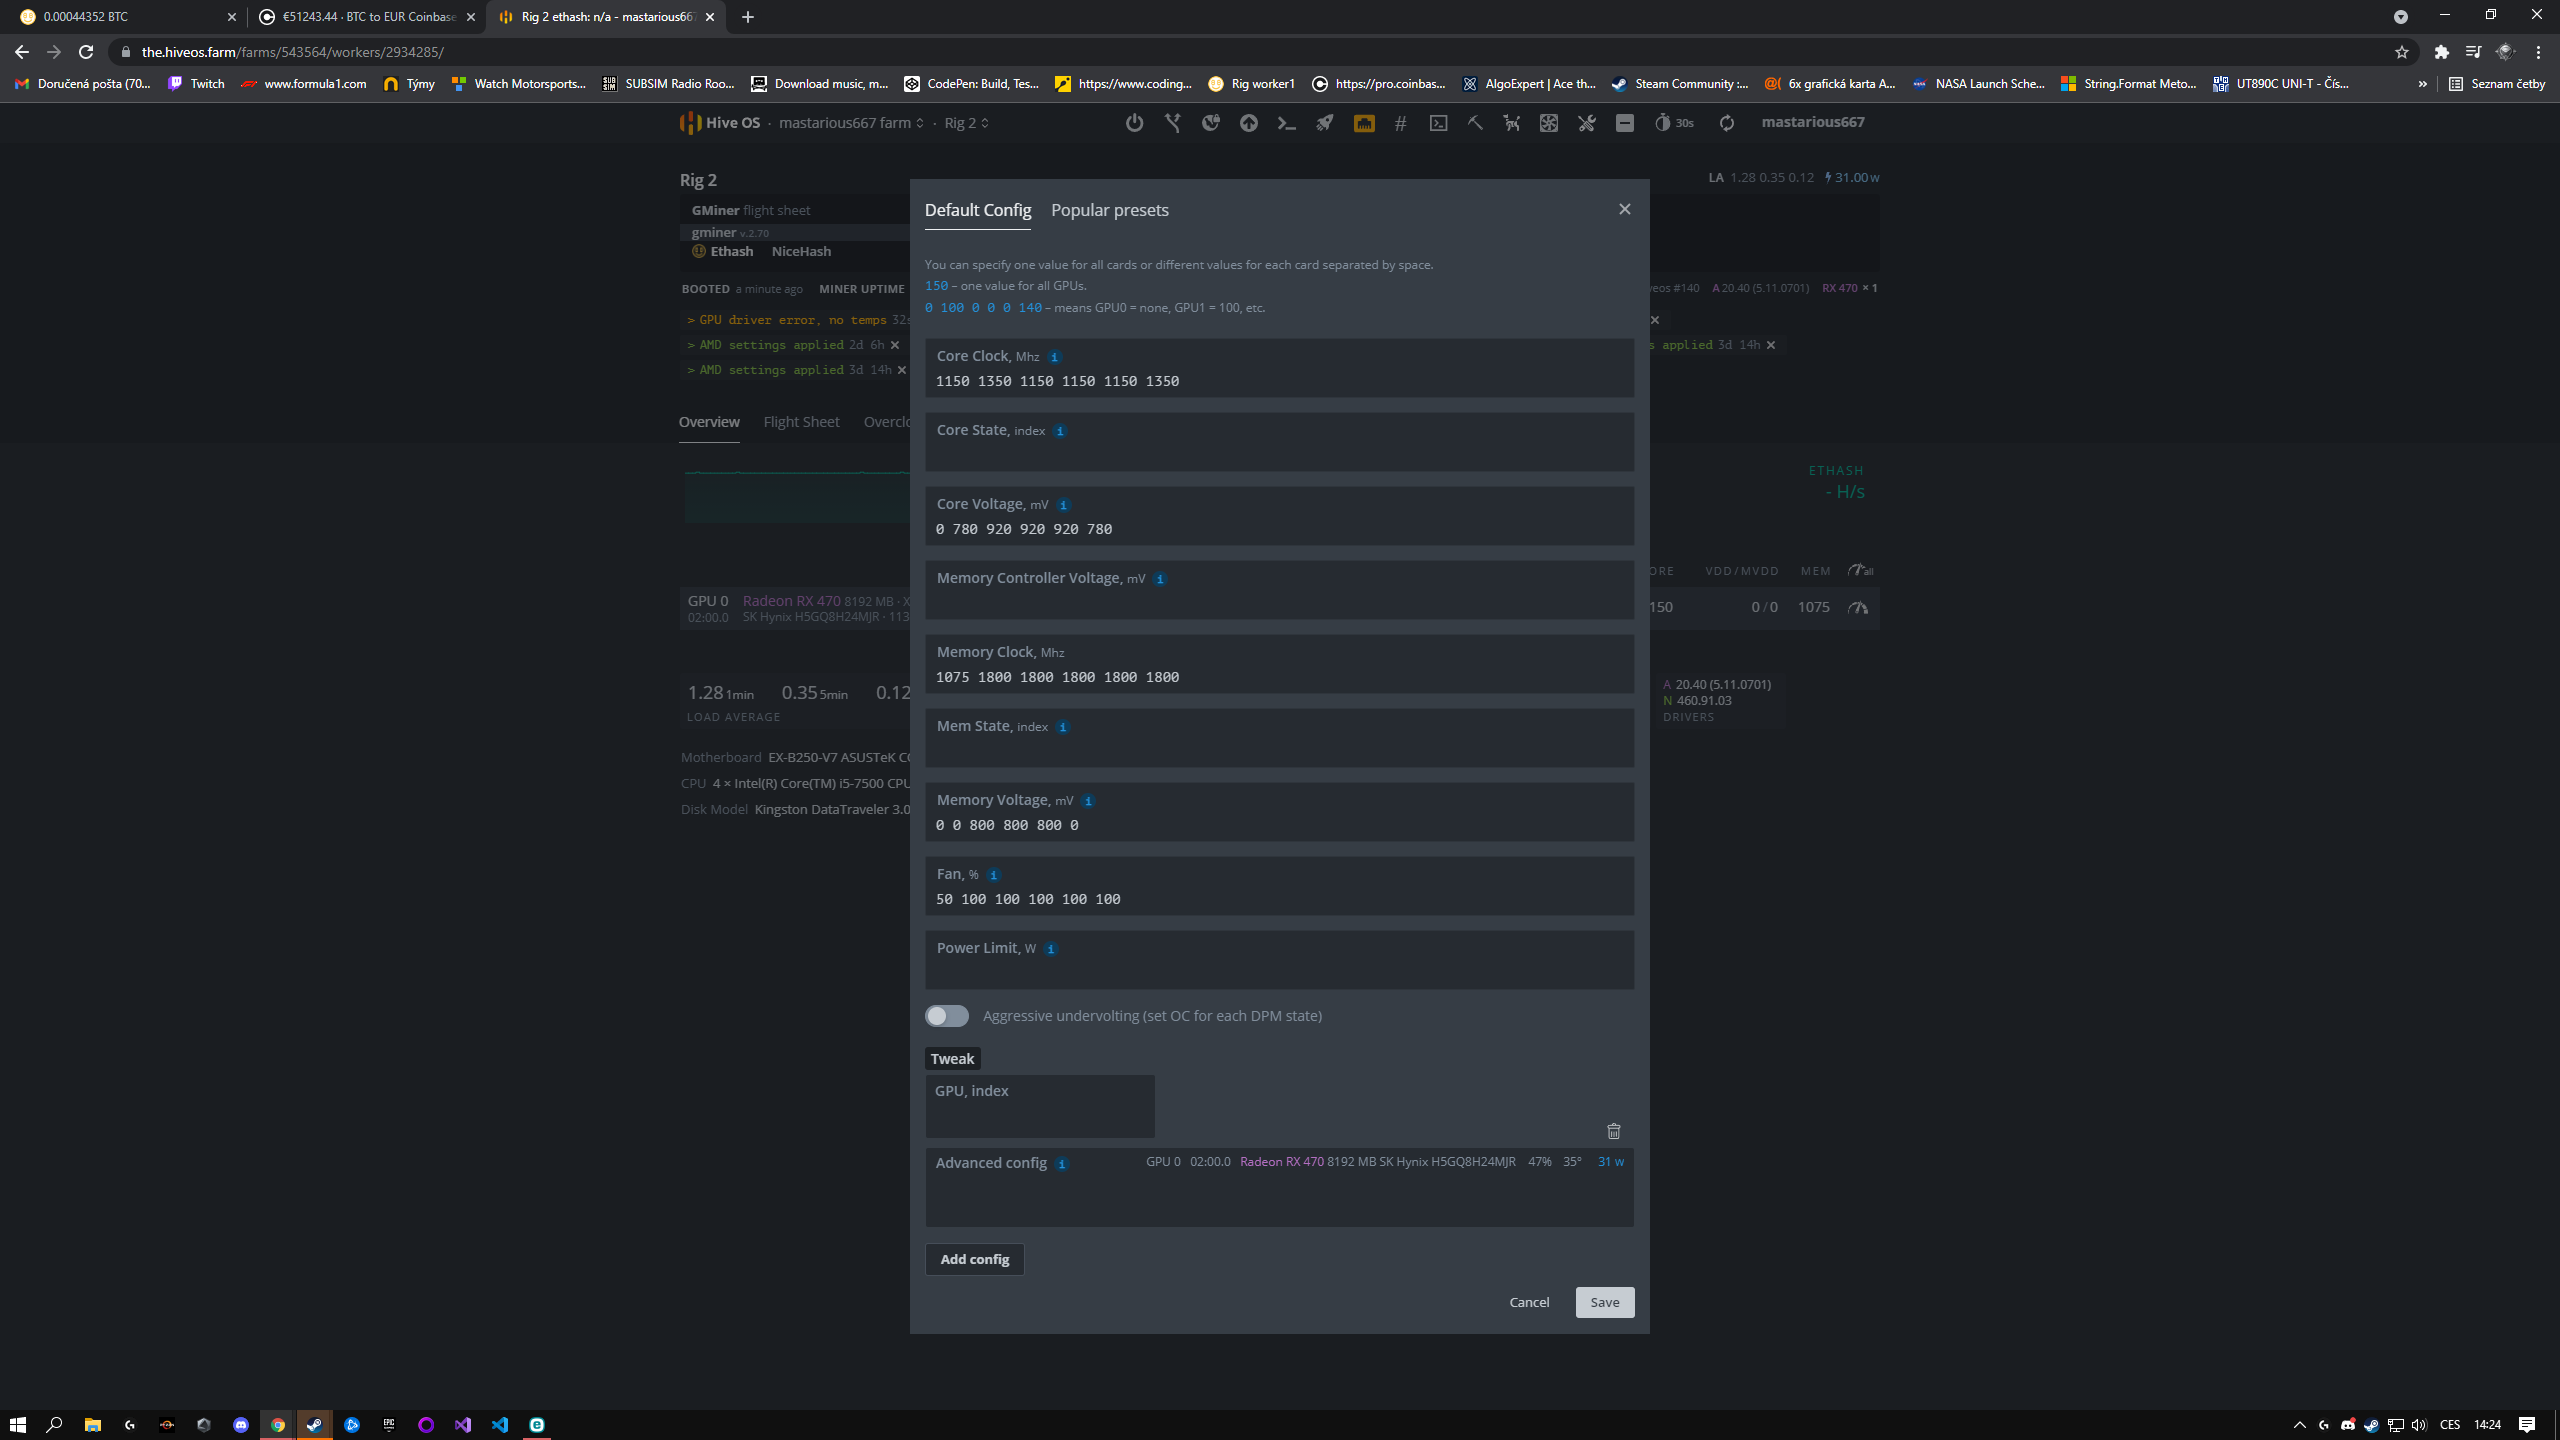 0.00044352 BTC
€51243.44 · BTC to EUR Coinbase
Rig 2 ethash: n/a - mastarious667
the.hiveos.farm/farms/543564/workers/2934285/
Doručená pošta (70...
Twitch
www.formula1.com
Týmy
Watch Motorsports...
SUBSIM Radio Roo...
Download music, m...
CodePen: Build, Tes...
https://www.coding...
Rig worker1
https://pro.coinbas...
AlgoExpert | Ace th...
Steam Community :...
6x grafická karta A...
NASA Launch Sche...
String.Format Meto...
UT890C UNI-T - Čís...
»
Seznam četby
Hive OS · mastarious667 farm · Rig 2
30s
mastarious667
Rig 2
LA 1.28 0.35 0.12 31.00 w
GMiner flight sheet
gminer v.2.70
Ethash NiceHash
BOOTED a minute ago MINER UPTIME
veos #140 A 20.40 (5.11.0701) RX 470 × 1
> GPU driver error, no temps 32s
> AMD settings applied 2d 6h
s applied 3d 14h
> AMD settings applied 3d 14h
Overview Flight Sheet Overclo
ETHASH
- H/s
ORE VDD/MVDD MEM all
GPU 0 Radeon RX 470 8192 MB · X
02:00.0 SK Hynix H5GQ8H24MJR · 113
150 0 / 0 1075
1.28 1min 0.35 5min 0.12
LOAD AVERAGE
A 20.40 (5.11.0701)
N 460.91.03
DRIVERS
Motherboard EX-B250-V7 ASUSTeK CO
CPU 4 × Intel(R) Core(TM) i5-7500 CPU
Disk Model Kingston DataTraveler 3.0
Default Config Popular presets
You can specify one value for all cards or different values for each card separated by space.
150 – one value for all GPUs.
0 100 0 0 0 140 – means GPU0 = none, GPU1 = 100, etc.
Core Clock, Mhz
1150 1350 1150 1150 1150 1350
Core State, index
Core Voltage, mV
0 780 920 920 920 780
Memory Controller Voltage, mV
Memory Clock, Mhz
1075 1800 1800 1800 1800 1800
Mem State, index
Memory Voltage, mV
0 0 800 800 800 0
Fan, %
50 100 100 100 100 100
Power Limit, W
Aggressive undervolting (set OC for each DPM state)
Tweak
GPU, index
Advanced config
GPU 0 02:00.0 Radeon RX 470 8192 MB SK Hynix H5GQ8H24MJR 47% 35° 31 w
Add config
Cancel Save
EPIC
CES 14:24